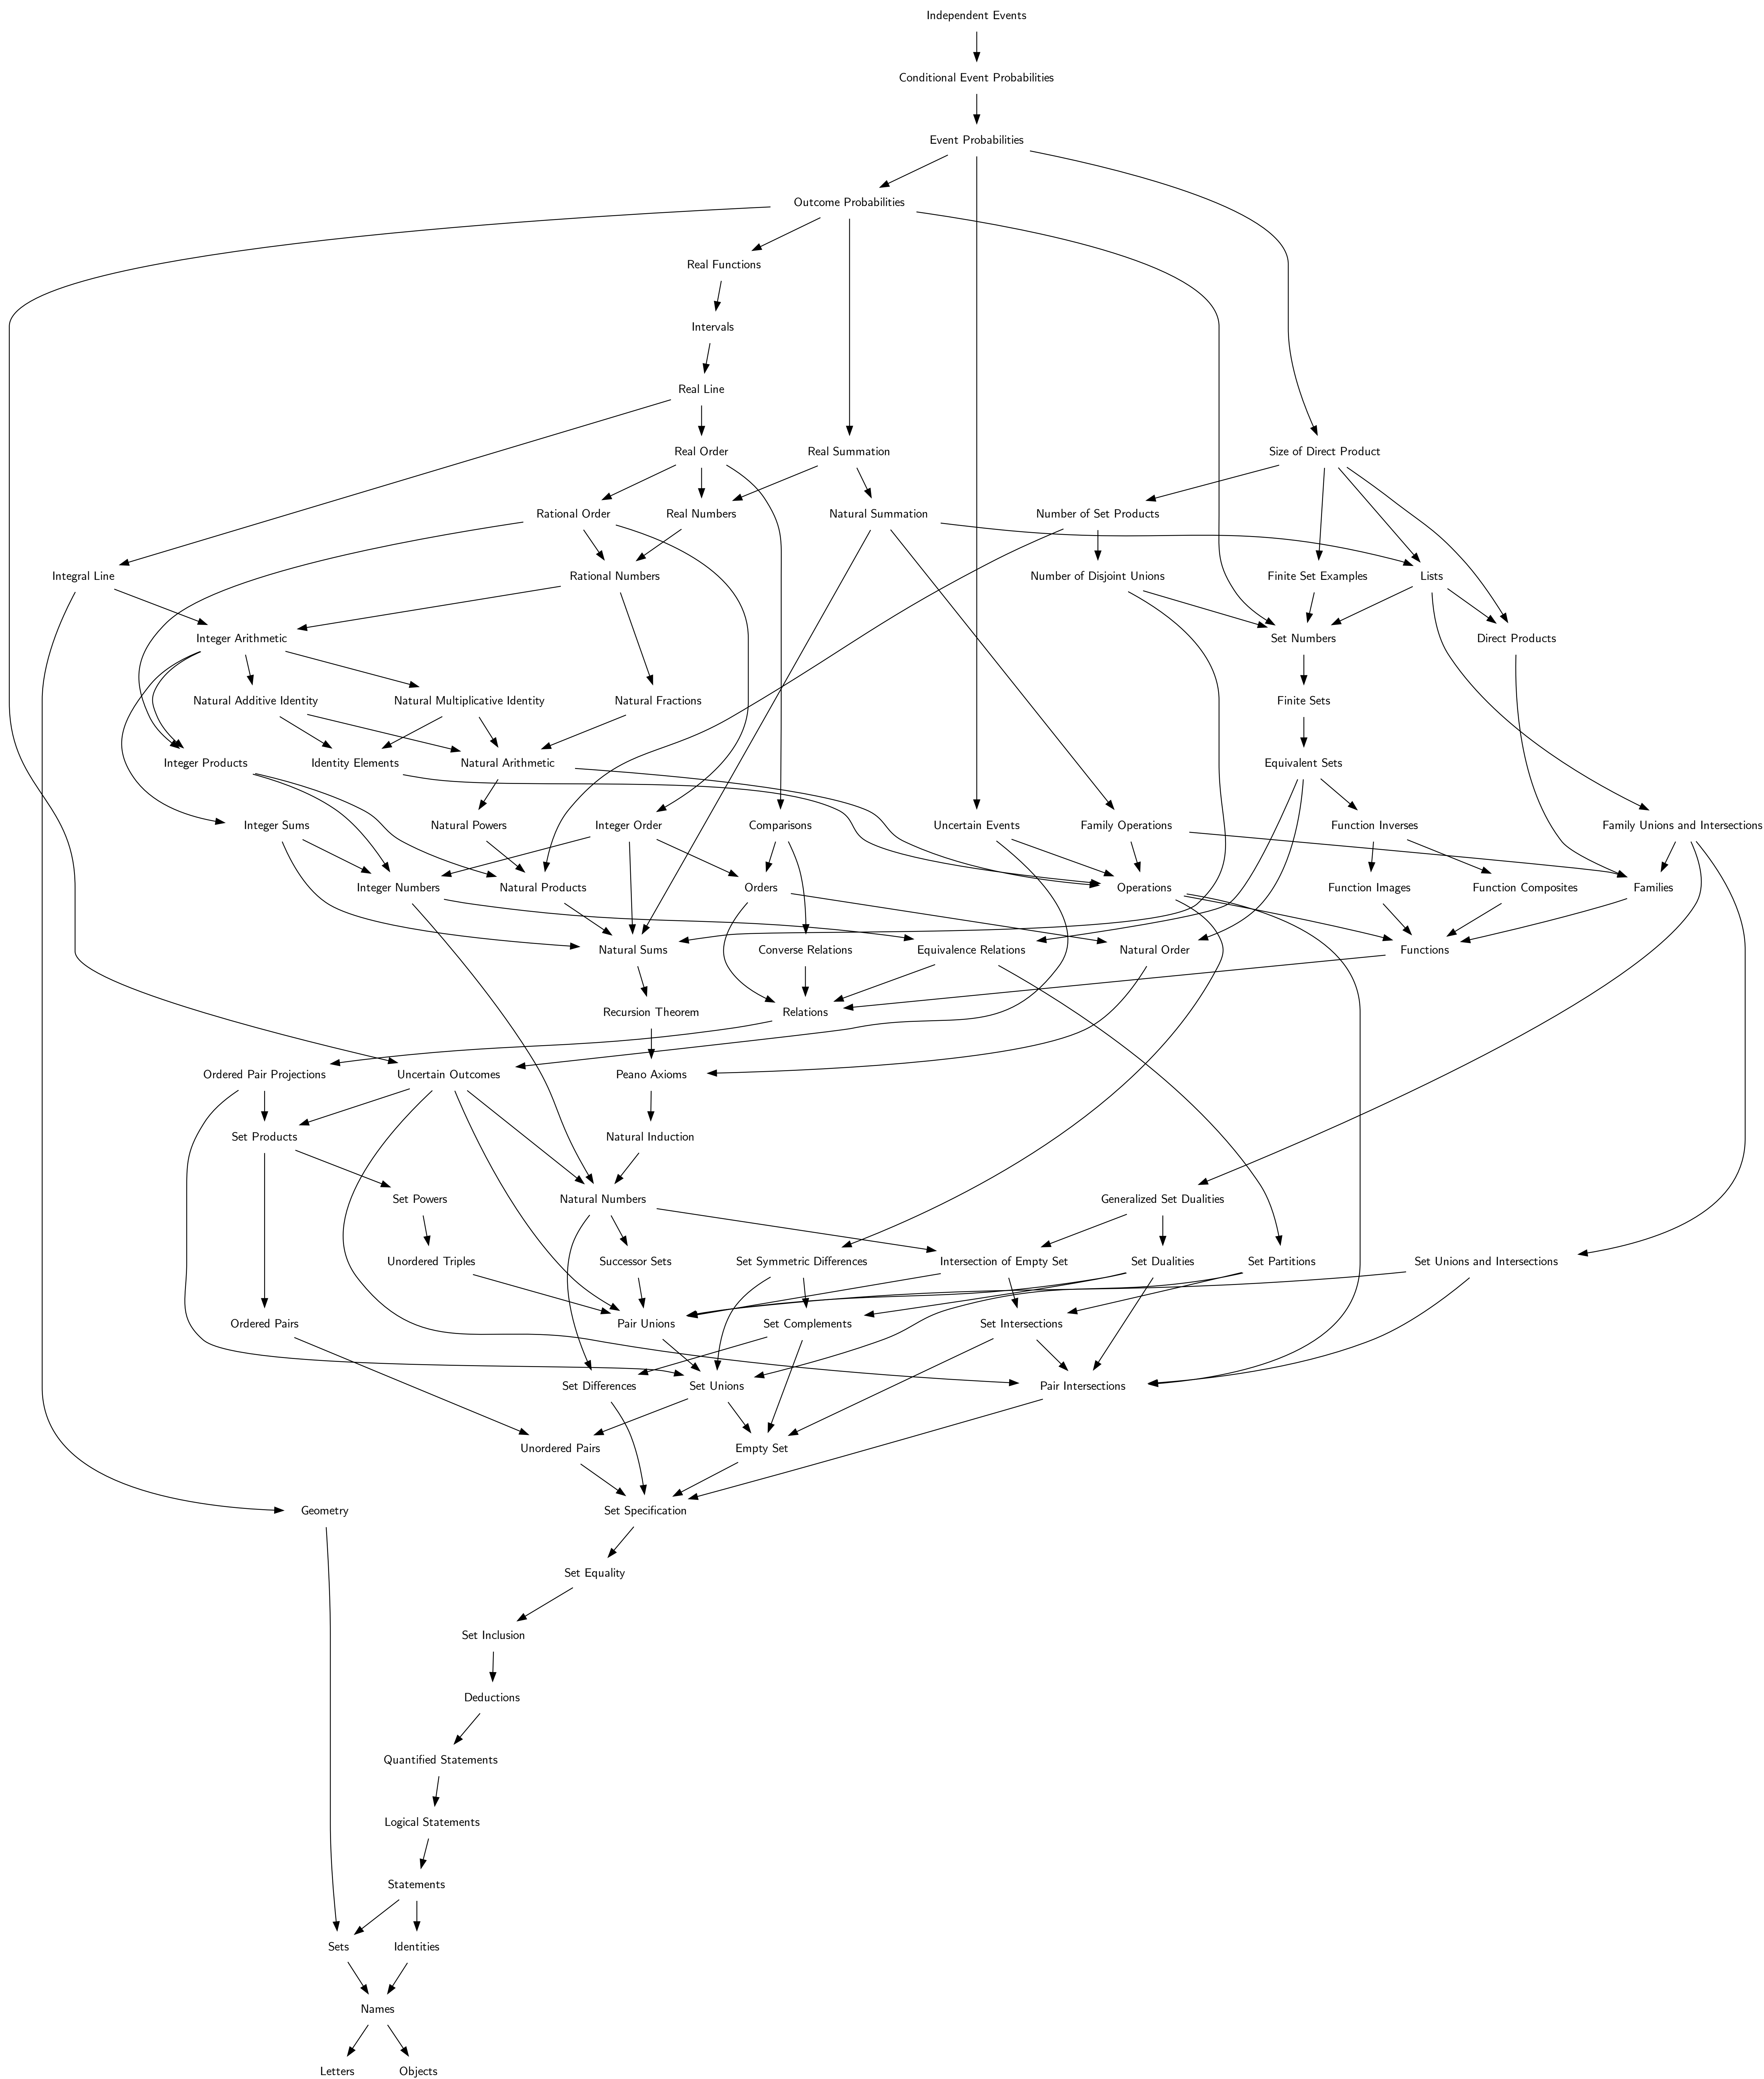 Independent Events
Conditional Event Probabilities
Event Probabilities
Outcome Probabilities
Real Functions
Intervals
Real Line
Real Order
Real Summation
Size of Direct Product
Rational Order
Real Numbers
Natural Summation
Number of Set Products
Integral Line
Rational Numbers
Number of Disjoint Unions
Finite Set Examples
Lists
Integer Arithmetic
Set Numbers
Direct Products
Natural Additive Identity
Natural Multiplicative Identity
Natural Fractions
Finite Sets
Integer Products
Identity Elements
Natural Arithmetic
Equivalent Sets
Integer Sums
Natural Powers
Integer Order
Comparisons
Uncertain Events
Family Operations
Function Inverses
Family Unions and Intersections
Integer Numbers
Natural Products
Orders
Operations
Function Images
Function Composites
Families
Natural Sums
Converse Relations
Equivalence Relations
Natural Order
Functions
Recursion Theorem
Relations
Ordered Pair Projections
Uncertain Outcomes
Peano Axioms
Set Products
Natural Induction
Set Powers
Natural Numbers
Generalized Set Dualities
Unordered Triples
Successor Sets
Set Symmetric Differences
Intersection of Empty Set
Set Dualities
Set Partitions
Set Unions and Intersections
Ordered Pairs
Pair Unions
Set Complements
Set Intersections
Set Differences
Set Unions
Pair Intersections
Unordered Pairs
Empty Set
Geometry
Set Specification
Set Equality
Set Inclusion
Deductions
Quantified Statements
Logical Statements
Statements
Sets
Identities
Names
Letters
Objects